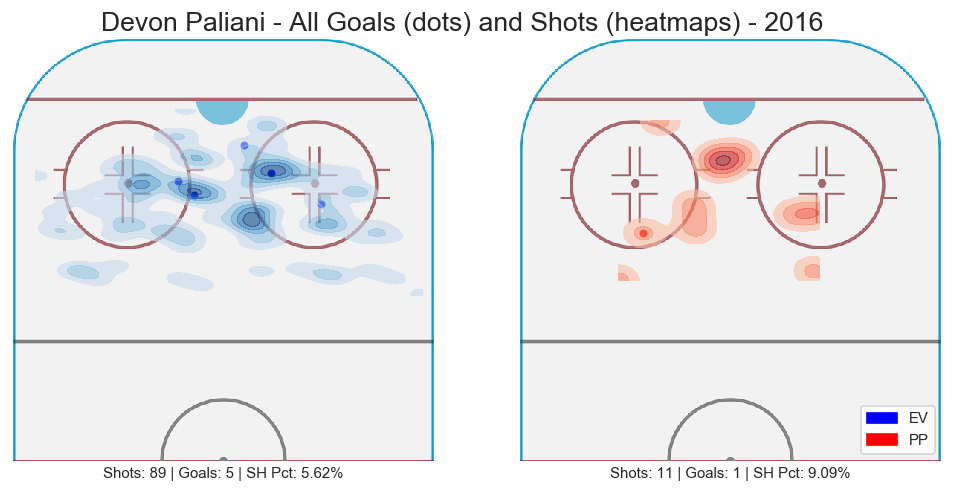 Devon Paliani - All Goals (dots) and Shots (heatmaps) - 2016
EV
PP
Shots: 89 | Goals: 5 | SH Pct: 5.62%
Shots: 11 | Goals: 1 | SH Pct: 9.09%